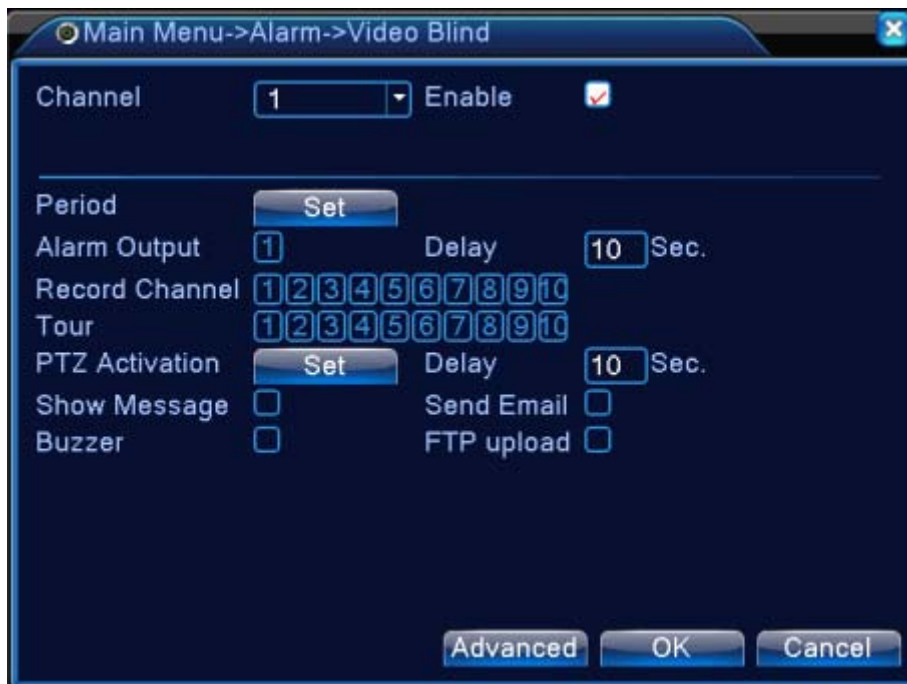 Main Menu->Alarm->Video Blind
Channel 1 Enable
Period Set
Alarm Output 1 Delay 10 Sec.
Record Channel 1 2 3 4 5 6 7 8 9 10
Tour 1 2 3 4 5 6 7 8 9 10
PTZ Activation Set Delay 10 Sec.
Show Message Send Email
Buzzer FTP upload
Advanced OK Cancel